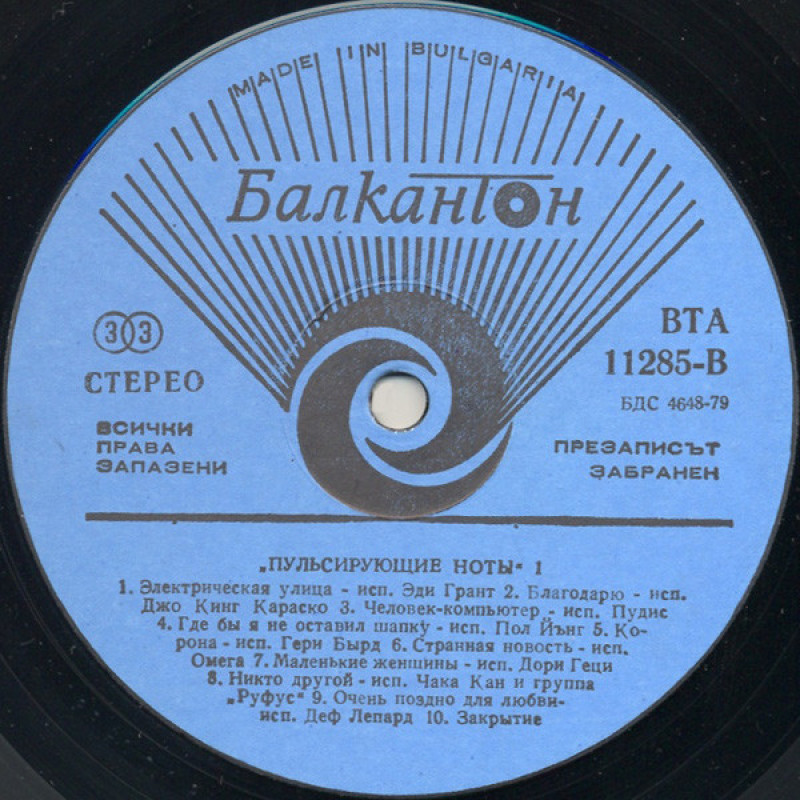 MADE IN BULGARIA
Балкантон
33
СТЕРЕО
ВСИЧКИ
ПРАВА
ЗАПАЗЕНИ
ВТА
11285-В
БДС 4648-79
ПРЕЗАПИСЪТ
ЗАБРАНЕН
„ПУЛЬСИРУЮЩИЕ НОТЫ“ 1
1. Электрическая улица - исп. Эди Грант 2. Благодарю - исп.
Джо Кинг Караско 3. Человек-компьютер - исп. Пудис
4. Где бы я не оставил шапку - исп. Пол Йънг 5. Ко-
рона - исп. Гери Бырд 6. Странная новость - исп.
Омега 7. Маленькие женшины - исп. Дори Геци
8. Никто другой - исп. Чака Кан и группа
„Руфус“ 9. Очень поздно для любви-
исп. Деф Лепард 10. Закрытие